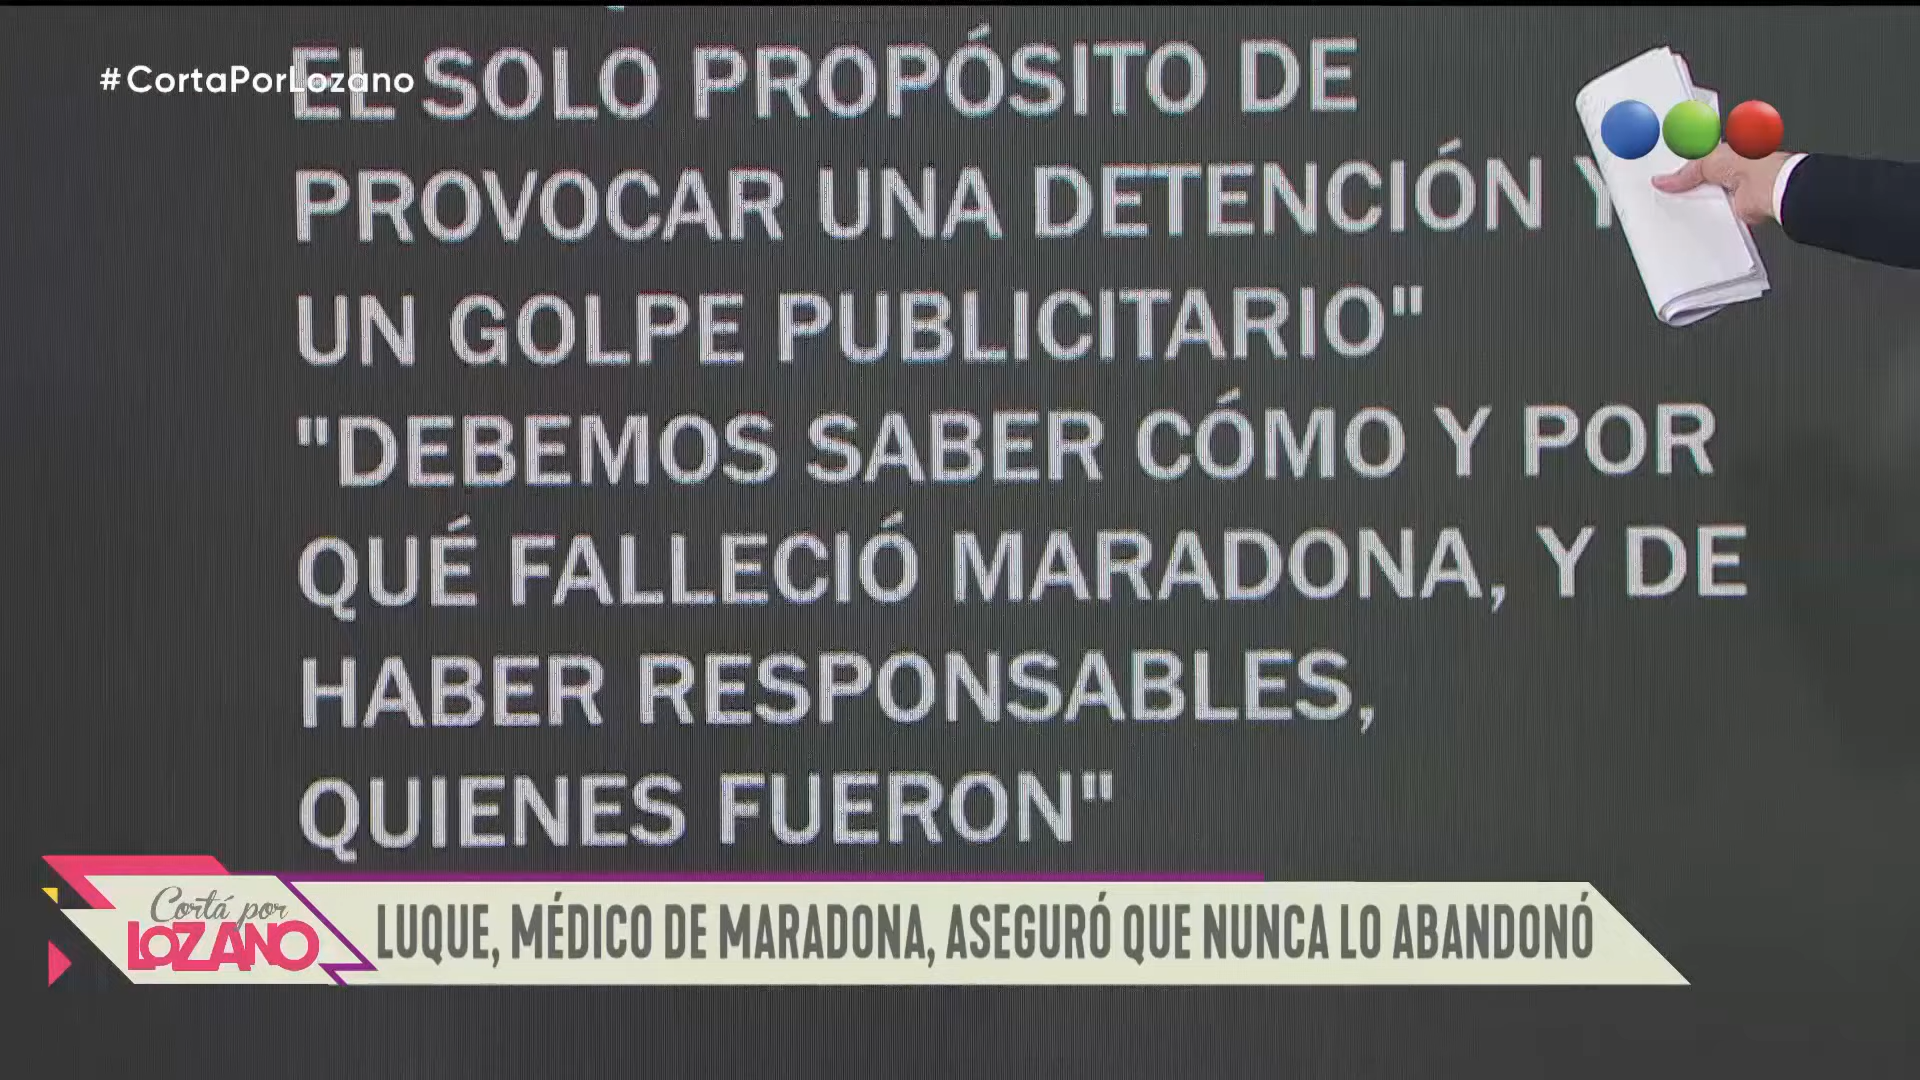 #CortaPorLozano
EL SOLO PROPÓSITO DE
PROVOCAR UNA DETENCIÓN Y
UN GOLPE PUBLICITARIO"
"DEBEMOS SABER CÓMO Y POR
QUÉ FALLECIÓ MARADONA, Y DE
HABER RESPONSABLES,
QUIENES FUERON"
Cortá por
LOZANO
LUQUE, MÉDICO DE MARADONA, ASEGURÓ QUE NUNCA LO ABANDONÓ